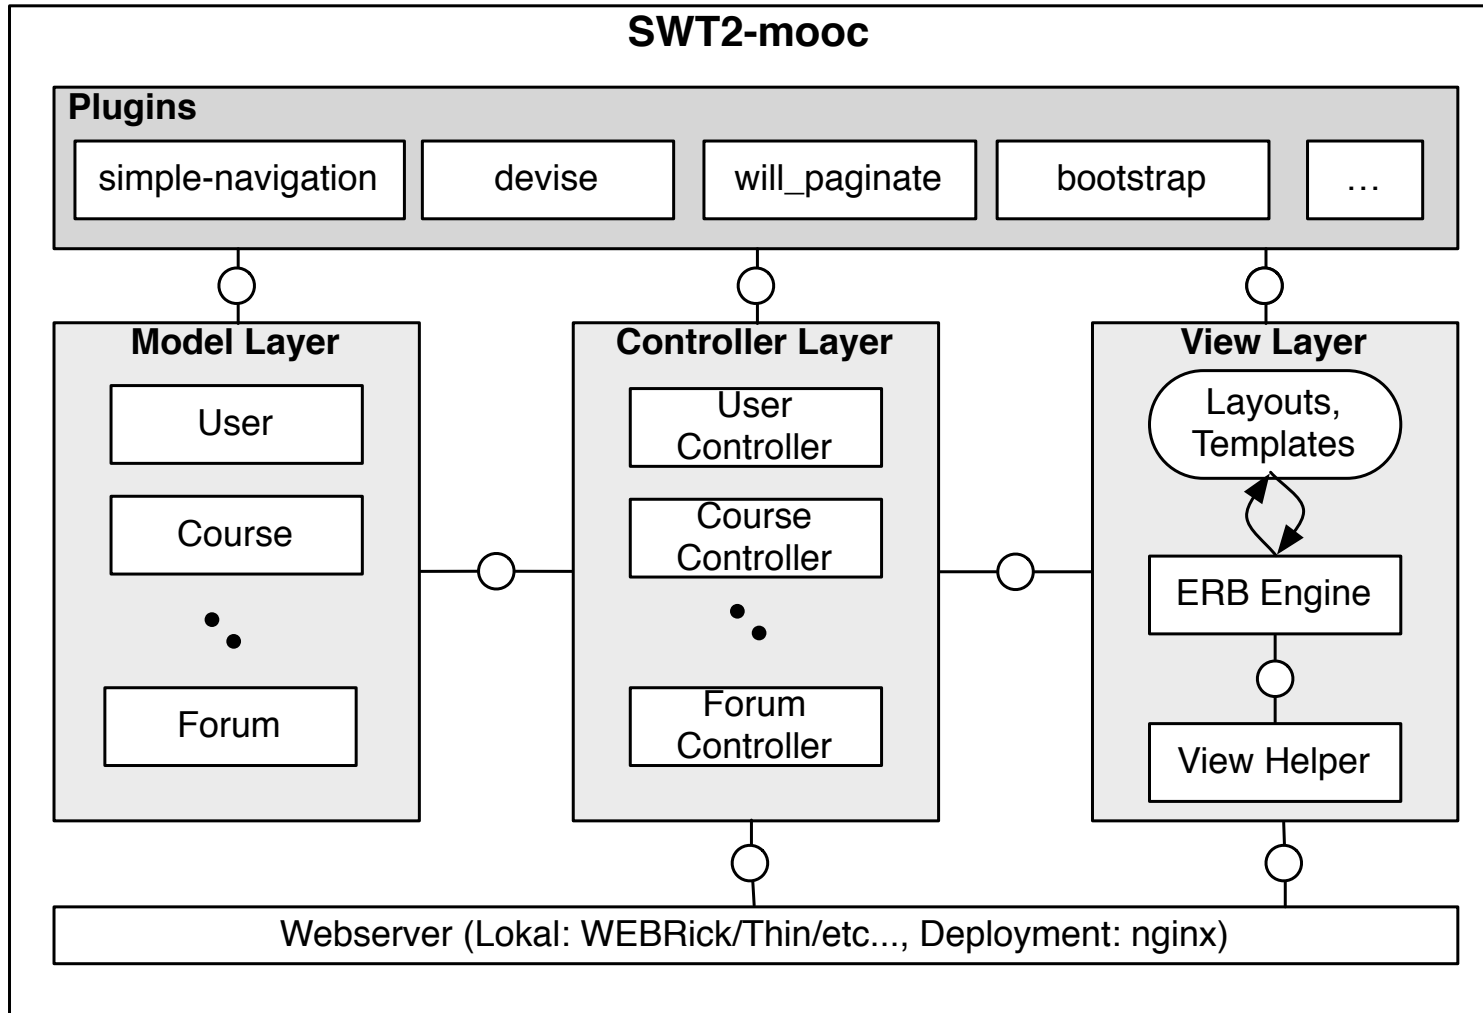 SWT2-mooc
Plugins
simple-navigation
devise
will_paginate
bootstrap
...
Model Layer
User
Course
Forum
Controller Layer
User
Controller
Course
Controller
Forum
Controller
View Layer
Layouts,
Templates
ERB Engine
View Helper
Webserver (Lokal: WEBRick/Thin/etc..., Deployment: nginx)